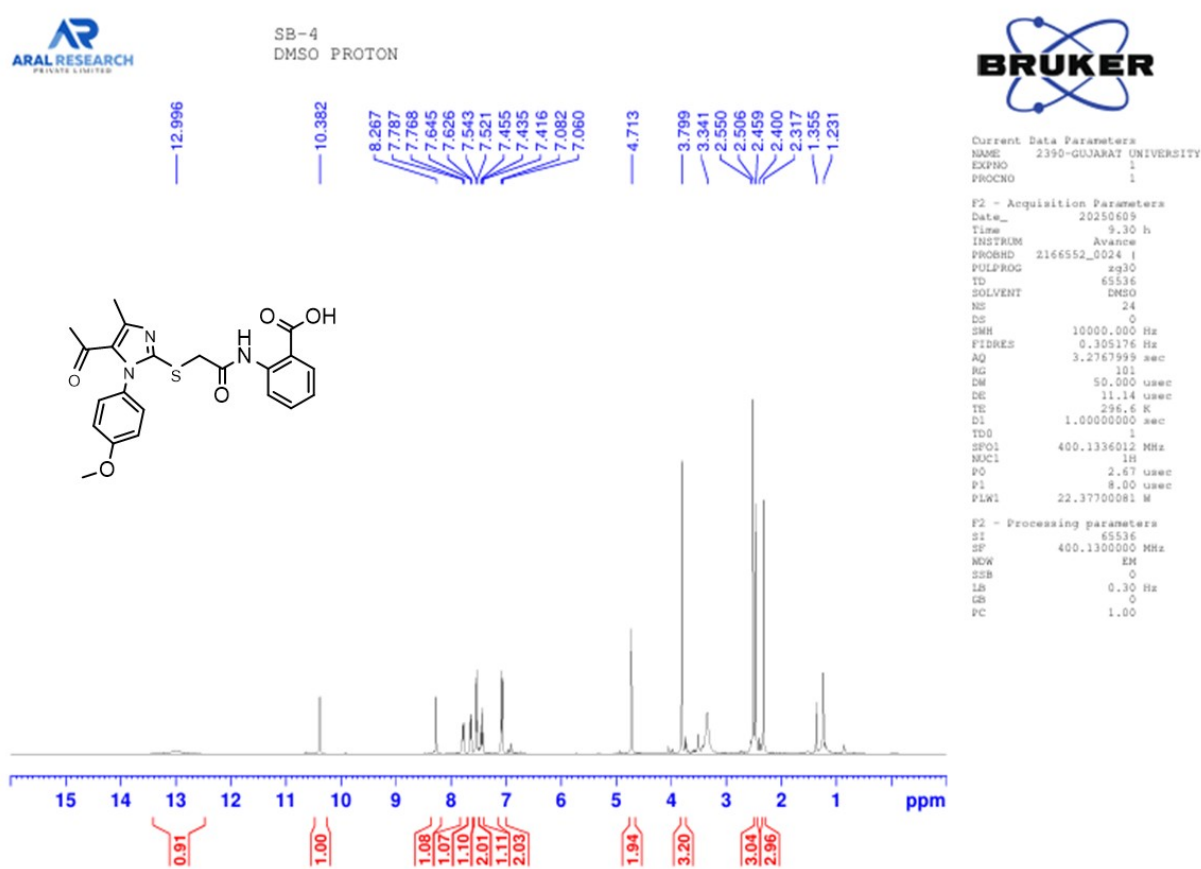 ARAL RESEARCH
PRIVATE LIMITED
SB-4
DMSO PROTON
BRUKER
12.996
10.382
8.267
7.787
7.768
7.645
7.626
7.543
7.521
7.455
7.435
7.416
7.082
7.060
4.713
3.799
3.341
2.550
2.506
2.459
2.400
2.317
1.355
1.231
Current Data Parameters
NAME 2390-GUJARAT UNIVERSITY
EXPNO 1
PROCNO 1
F2 - Acquisition Parameters
Date_ 20250609
Time 9.30 h
INSTRUM Avance
PROBHD Z166552_0024 (
PULPROG zg30
TD 65536
SOLVENT DMSO
NS 24
DS 0
SWH 10000.000 Hz
FIDRES 0.305176 Hz
AQ 3.2767999 sec
RG 101
DW 50.000 usec
DE 11.14 usec
TE 296.6 K
D1 1.00000000 sec
TD0 1
SFO1 400.1336012 MHz
NUC1 1H
P0 2.67 usec
P1 8.00 usec
PLW1 22.37700081 W
F2 - Processing parameters
SI 65536
SF 400.1300000 MHz
WDW EM
SSB 0
LB 0.30 Hz
GB 0
PC 1.00
O
OH
N
H
N
N
S
O
O
O
15 14 13 12 11 10 9 8 7 6 5 4 3 2 1 ppm
0.91
1.00
1.08
1.07
1.10
2.01
1.11
2.03
1.94
3.20
3.04
2.96